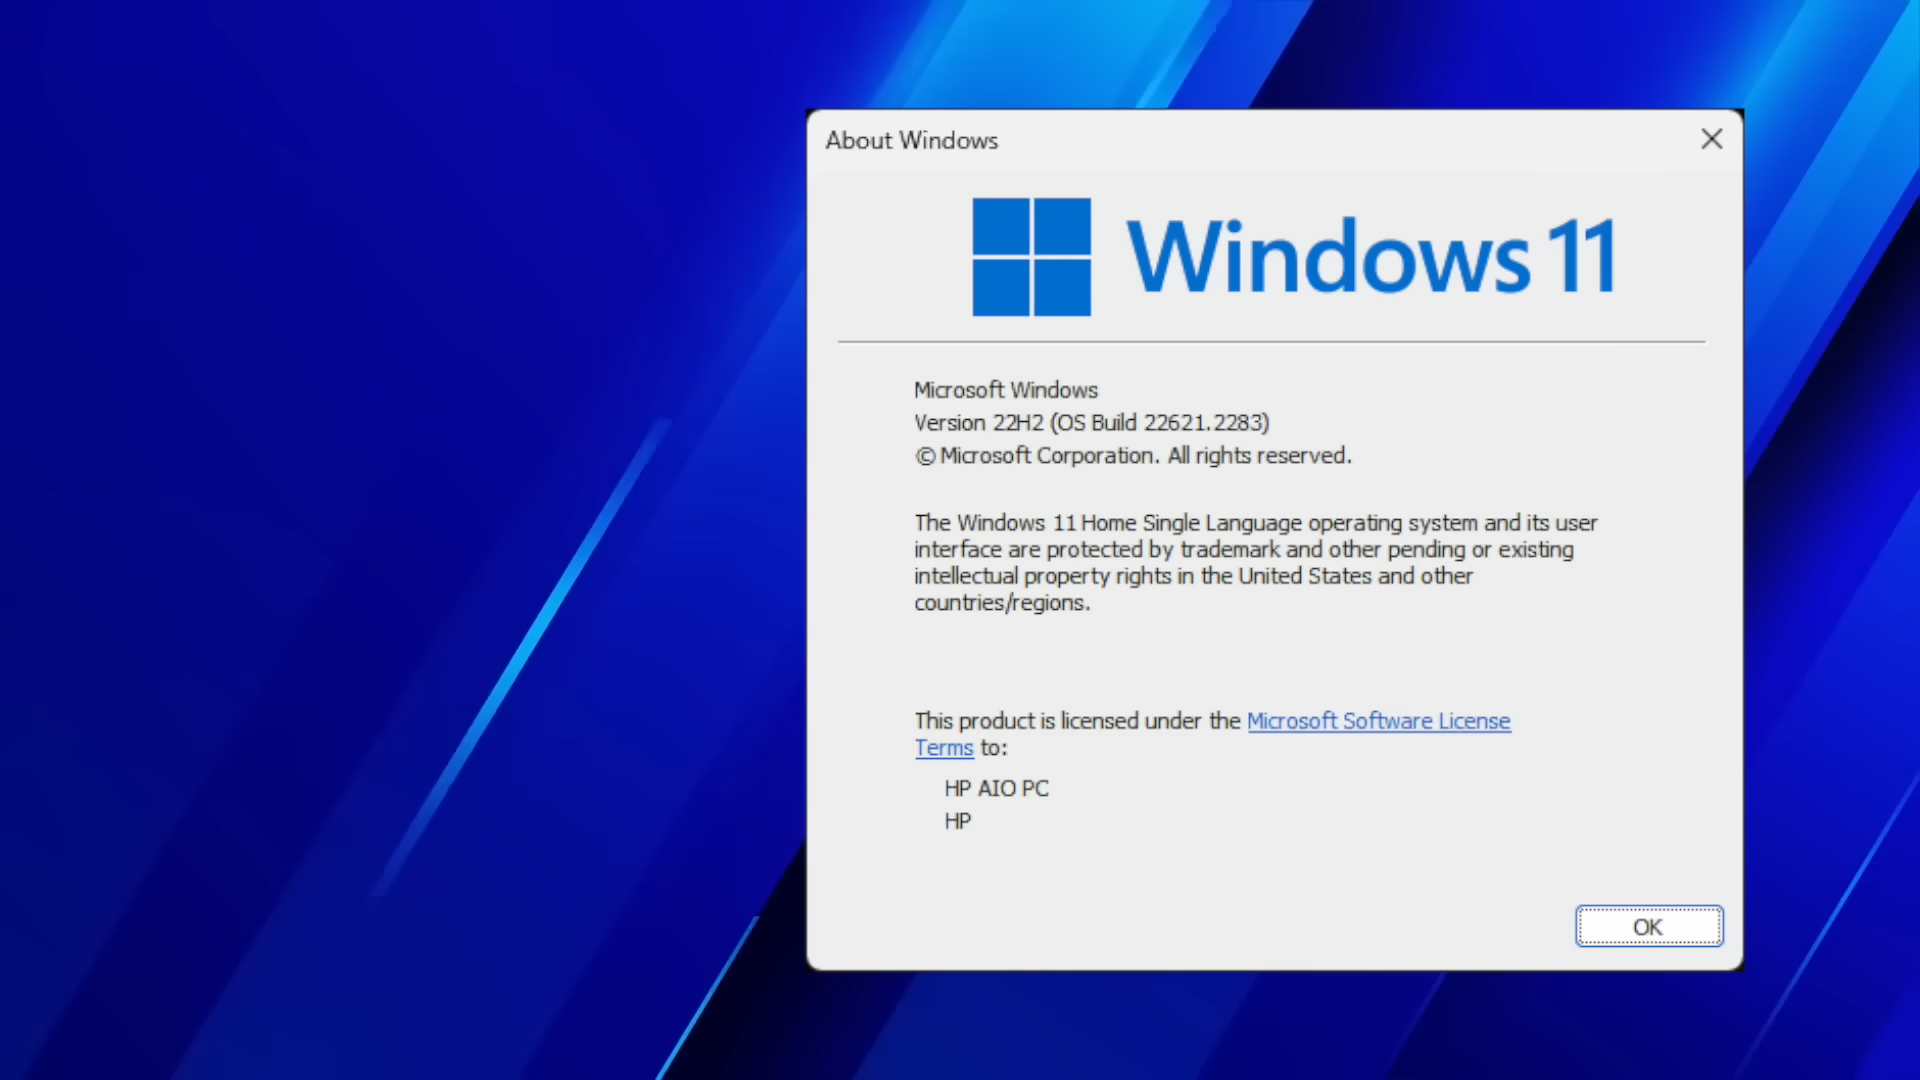 About Windows
Windows 11
Microsoft Windows
Version 22H2 (OS Build 22621.2283)
© Microsoft Corporation. All rights reserved.
The Windows 11 Home Single Language operating system and its user
interface are protected by trademark and other pending or existing
intellectual property rights in the United States and other
countries/regions.
This product is licensed under the Microsoft Software License
Terms to:
HP AIO PC
HP
OK